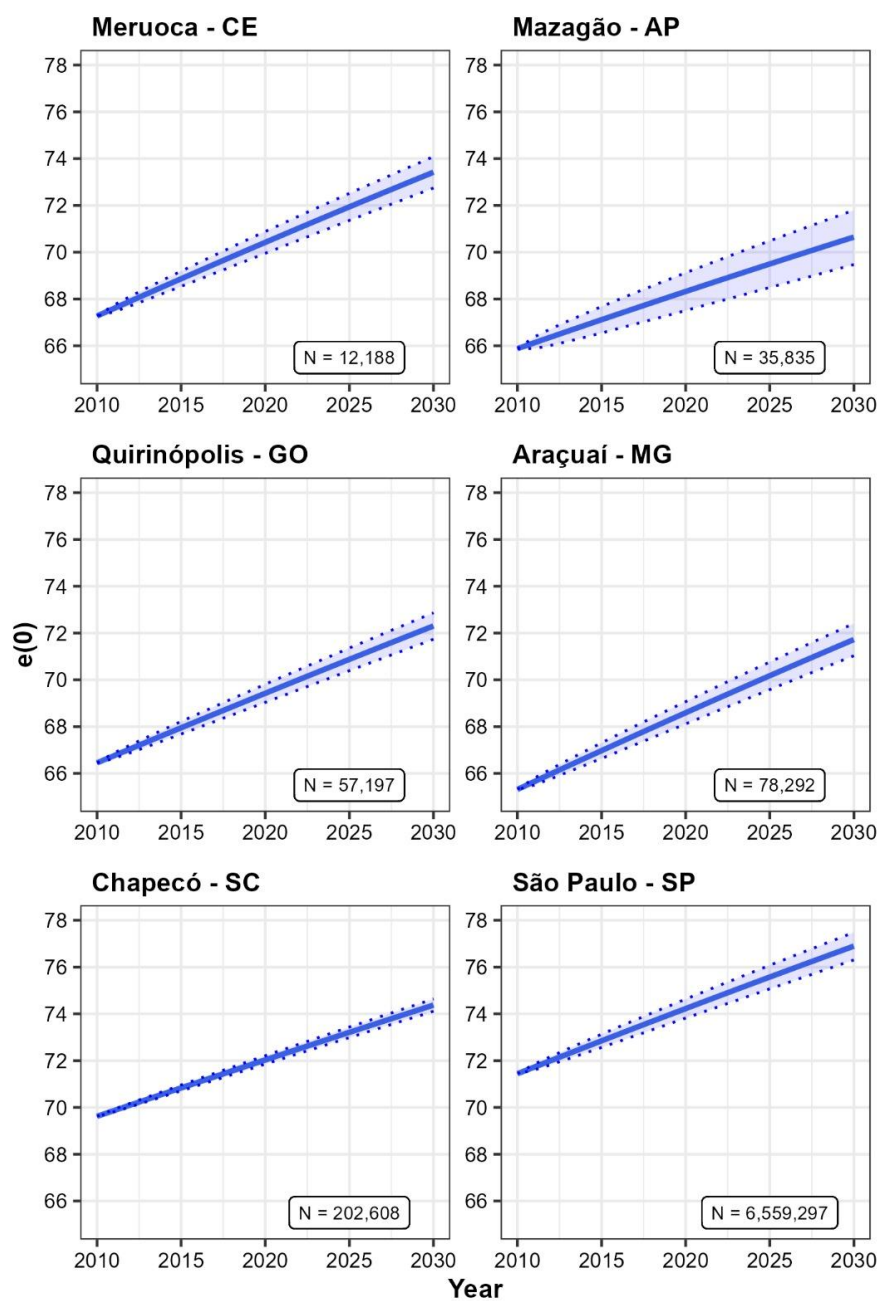 Meruoca - CE
Mazagão - AP
78
76
74
72
70
68
66
N = 12,188
2010 2015 2020 2025 2030
78
76
74
72
70
68
66
N = 35,835
2010 2015 2020 2025 2030
Quirinópolis - GO
Araçuaí - MG
e(0)
78
76
74
72
70
68
66
N = 57,197
2010 2015 2020 2025 2030
78
76
74
72
70
68
66
N = 78,292
2010 2015 2020 2025 2030
Chapecó - SC
São Paulo - SP
78
76
74
72
70
68
66
N = 202,608
2010 2015 2020 2025 2030
78
76
74
72
70
68
66
N = 6,559,297
2010 2015 2020 2025 2030
Year